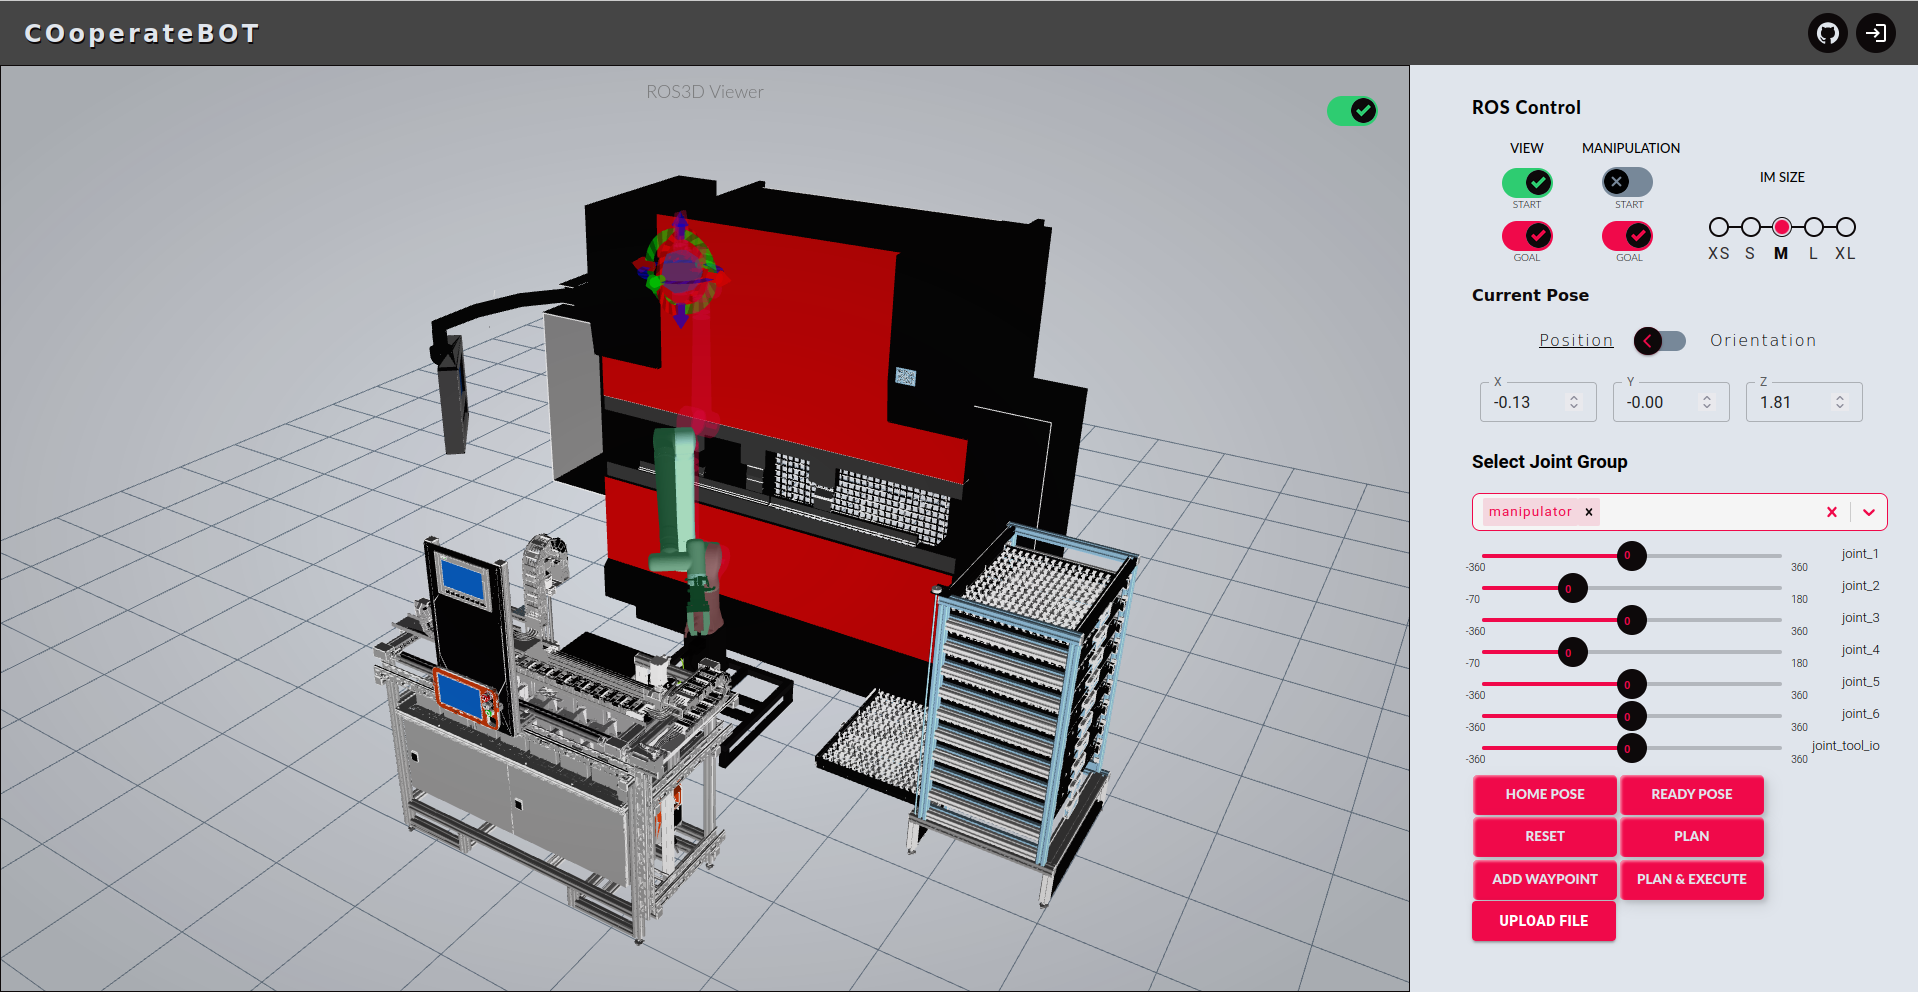 COoperateBOT
ROS3D Viewer
ROS Control
VIEW MANIPULATION
IM SIZE
START START
GOAL GOAL
XS S M L XL
Current Pose
Position Orientation
X Y Z
-0.13 -0.00 1.81
Select Joint Group
manipulator
0 joint_1
-360 360
0 joint_2
-70 180
0 joint_3
-360 360
0 joint_4
-70 180
0 joint_5
-360 360
0 joint_6
-360 360
0 joint_tool_io
-360 360
HOME POSE READY POSE
RESET PLAN
ADD WAYPOINT PLAN & EXECUTE
UPLOAD FILE